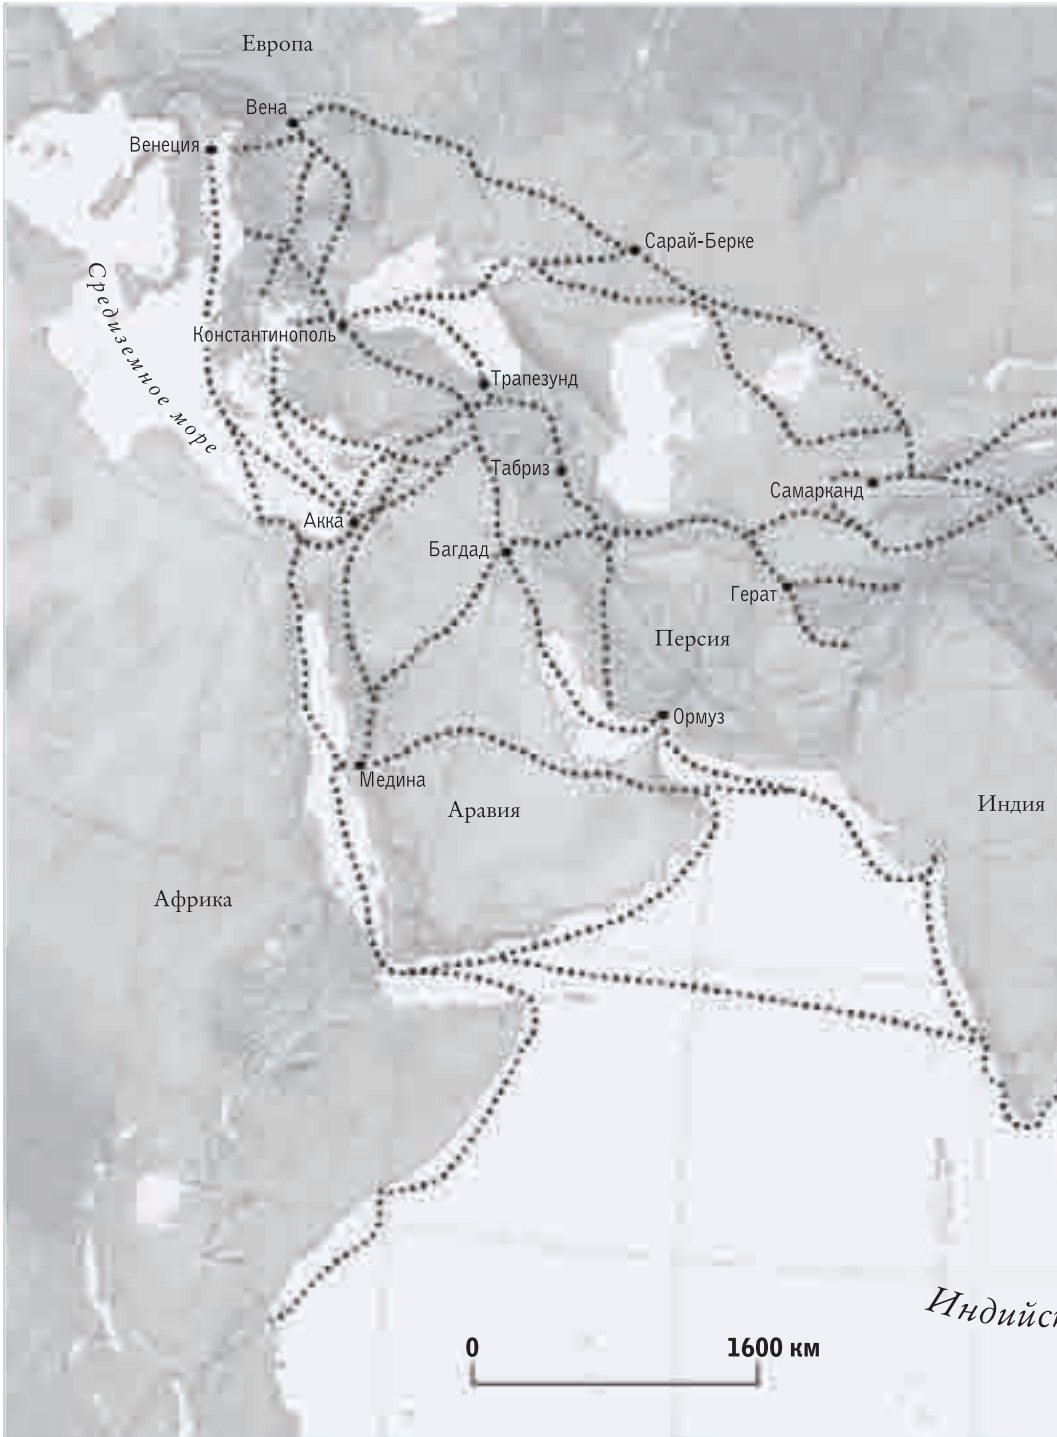 Европа
Вена
Венеция
Сарай-Берке
Средиземное море
Константинополь
Трапезунд
Табриз
Самарканд
Акка
Багдад
Герат
Персия
Ормуз
Медина
Аравия
Индия
Африка
Индийск
0 1600 км